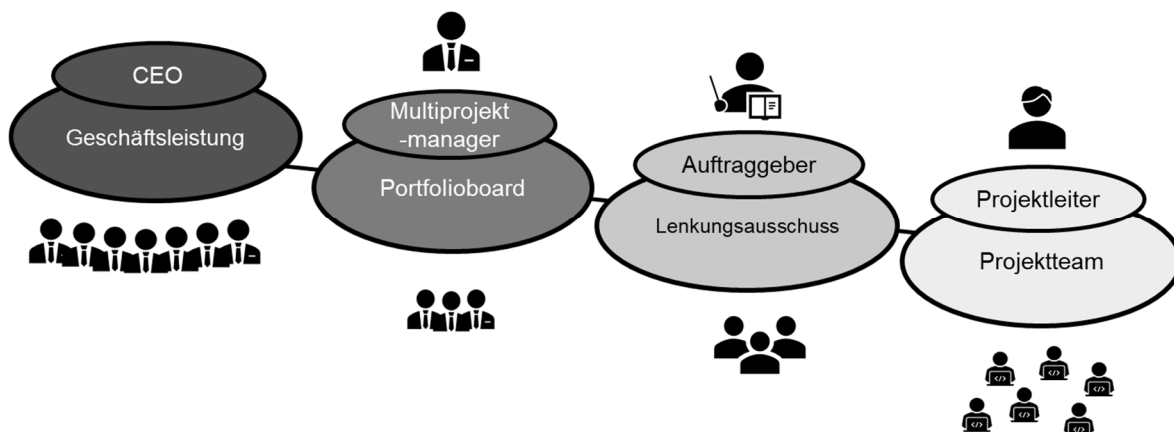 CEO
Geschäftsleistung
Multiprojekt
-manager
Portfolioboard
Auftraggeber
Lenkungsausschuss
Projektleiter
Projektteam